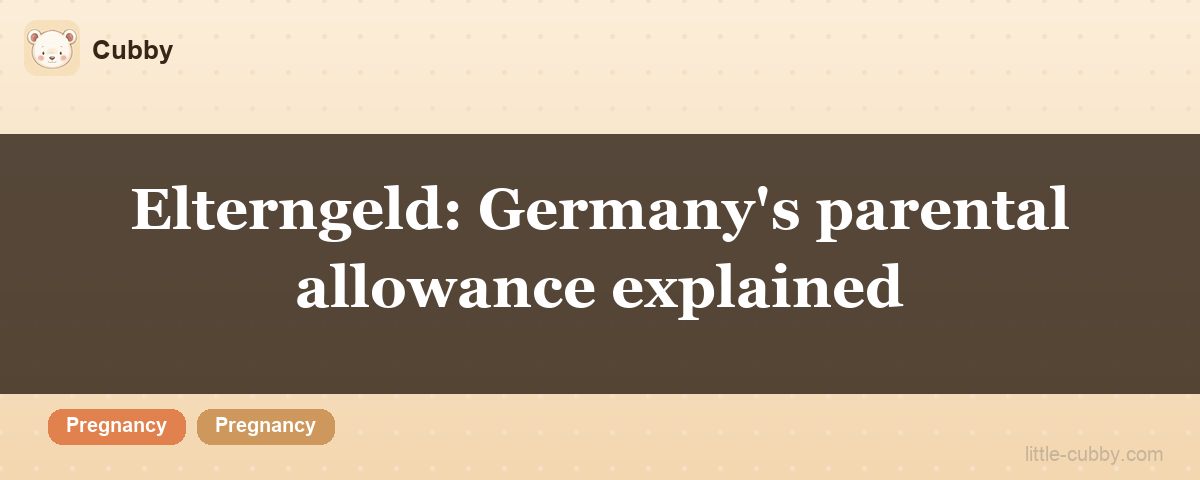 Cubby
Elterngeld: Germany's parental
allowance explained
Pregnancy
Pregnancy
little-cubby.com